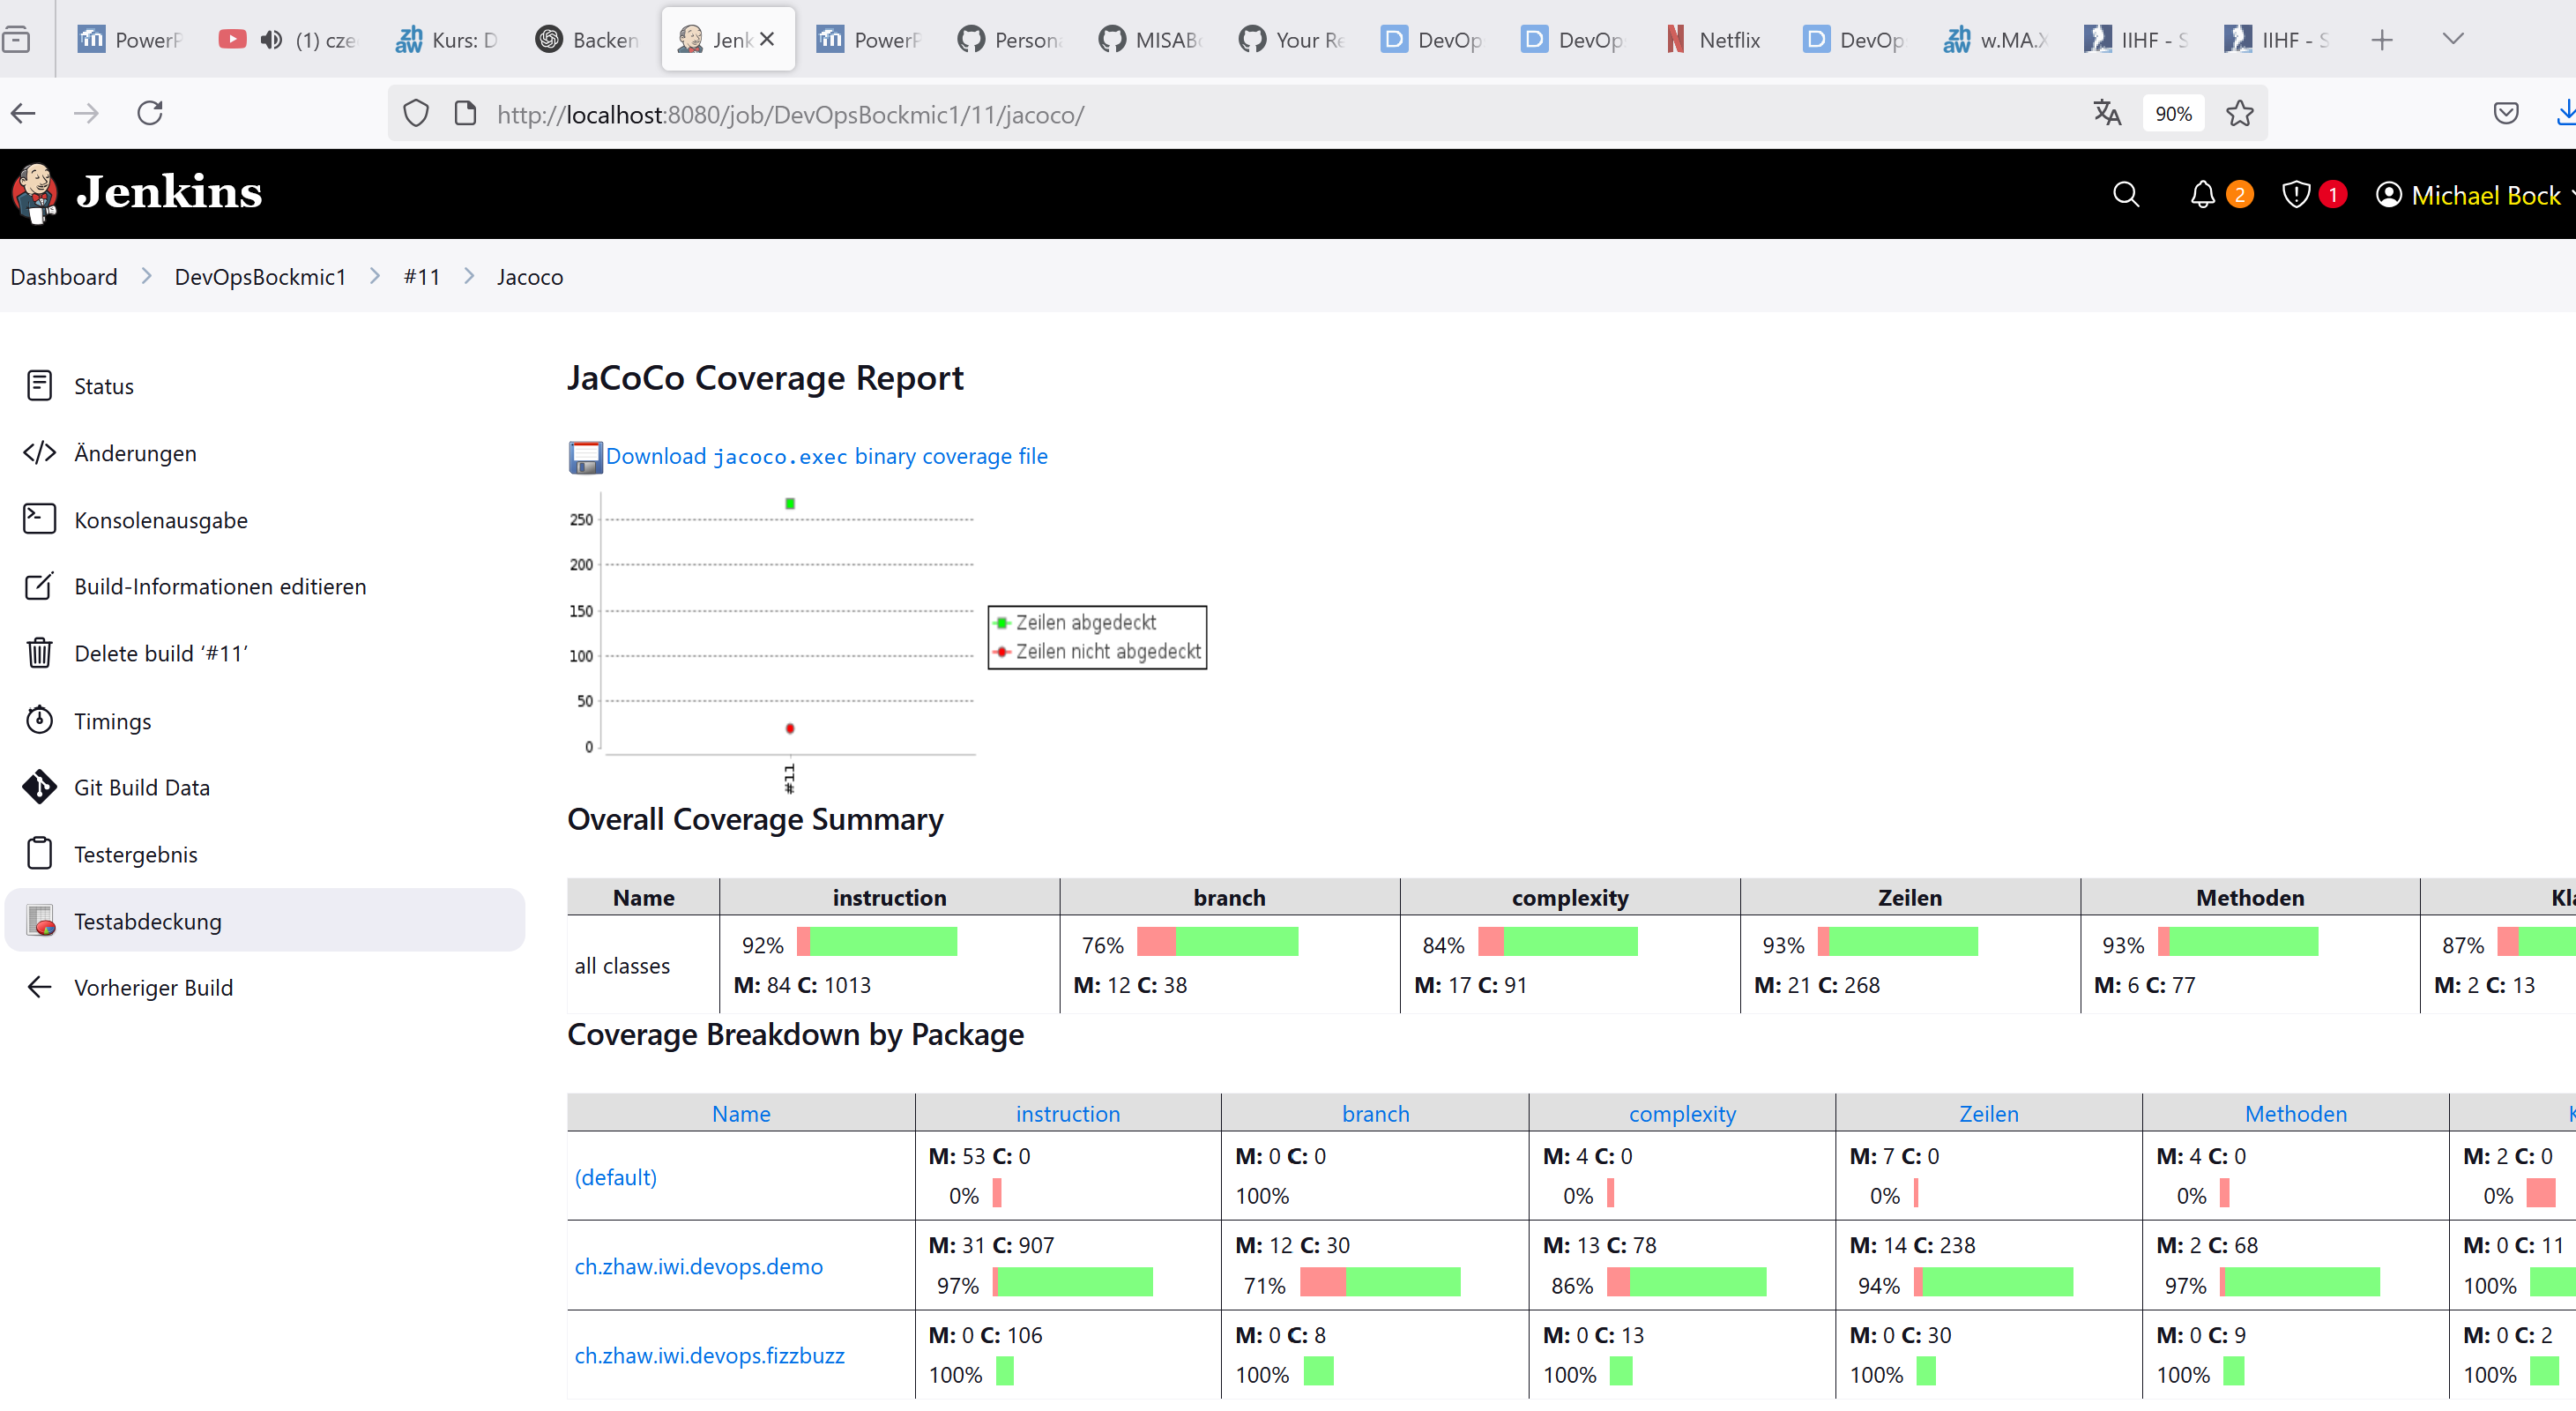 PowerP (1) cze Kurs: D Backen Jenk PowerP Persona MISABo Your Re DevOp DevOp Netflix DevOp w.MA.X IIHF - S IIHF - S
http://localhost:8080/job/DevOpsBockmic1/11/jacoco/ 90%
Jenkins 2 1 Michael Bock
Dashboard DevOpsBockmic1 #11 Jacoco
Status
Änderungen
Konsolenausgabe
Build-Informationen editieren
Delete build ‘#11’
Timings
Git Build Data
Testergebnis
Testabdeckung
Vorheriger Build
JaCoCo Coverage Report
Download jacoco.exec binary coverage file
250
200
150
100
50
0
#11
Zeilen abgedeckt
Zeilen nicht abgedeckt
Overall Coverage Summary
Name instruction branch complexity Zeilen Methoden Kla
all classes
92% 76% 84% 93% 93% 87%
M: 84 C: 1013 M: 12 C: 38 M: 17 C: 91 M: 21 C: 268 M: 6 C: 77 M: 2 C: 13
Coverage Breakdown by Package
Name instruction branch complexity Zeilen Methoden K
(default)
M: 53 C: 0 M: 0 C: 0 M: 4 C: 0 M: 7 C: 0 M: 4 C: 0 M: 2 C: 0
0% 100% 0% 0% 0% 0%
ch.zhaw.iwi.devops.demo
M: 31 C: 907 M: 12 C: 30 M: 13 C: 78 M: 14 C: 238 M: 2 C: 68 M: 0 C: 11
97% 71% 86% 94% 97% 100%
ch.zhaw.iwi.devops.fizzbuzz
M: 0 C: 106 M: 0 C: 8 M: 0 C: 13 M: 0 C: 30 M: 0 C: 9 M: 0 C: 2
100% 100% 100% 100% 100% 100%